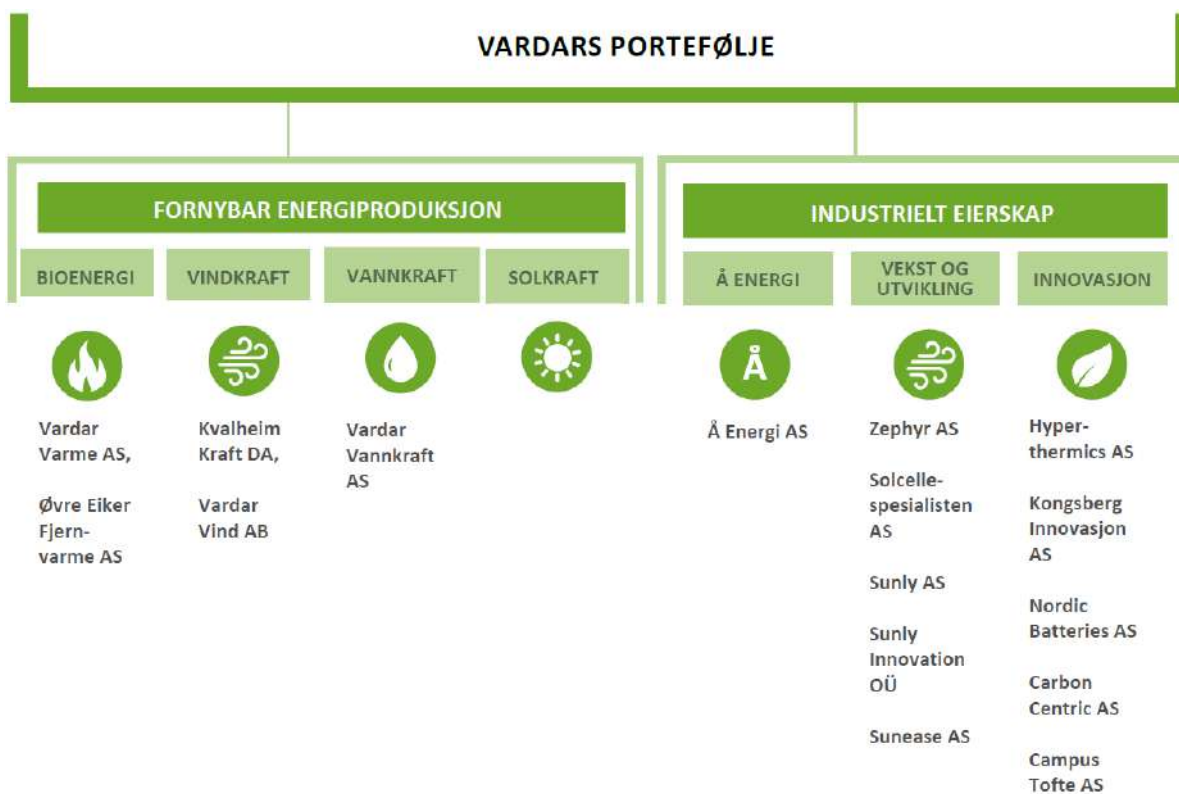 VARDARS PORTEFØLJE
FORNYBAR ENERGIPRODUKSJON
BIOENERGI
VINDKRAFT
VANNKRAFT
SOLKRAFT
Vardar
Varme AS,
Øvre Eiker
Fjern-
varme AS
Kvalheim
Kraft DA,
Vardar
Vind AB
Vardar
Vannkraft
AS
INDUSTRIELT EIERSKAP
Å ENERGI
VEKST OG
UTVIKLING
INNOVASJON
Å
Å Energi AS
Zephyr AS
Solcelle-
spesialisten
AS
Sunly AS
Sunly
Innovation
OÜ
Sunease AS
Hyper-
thermics AS
Kongsberg
Innovasjon
AS
Nordic
Batteries AS
Carbon
Centric AS
Campus
Tofte AS